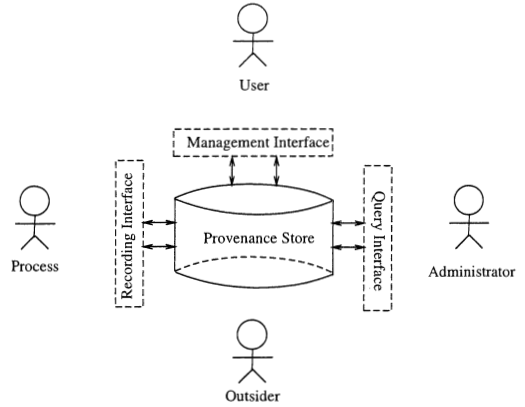 User
Management Interface
Recording Interface
Provenance Store
Query Interface
Process
Administrator
Outsider